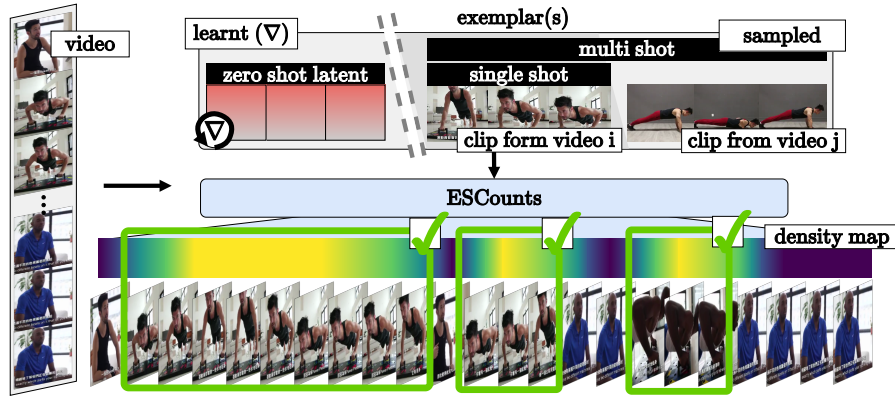 exemplar(s)
video
learnt (∇)
sampled
multi shot
zero shot latent
single shot
∇
clip form video i
clip from video j
ESCounts
density map